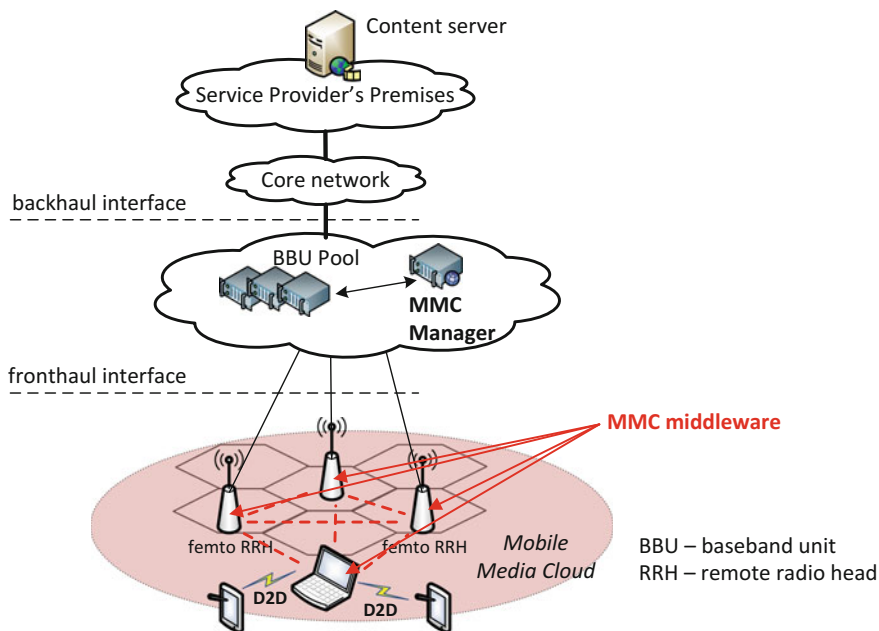 Content server
Service Provider's Premises
Core network
backhaul interface
BBU Pool
MMC
Manager
fronthaul interface
MMC middleware
femto RRH
femto RRH
Mobile
Media Cloud
BBU – baseband unit
RRH – remote radio head
D2D
D2D